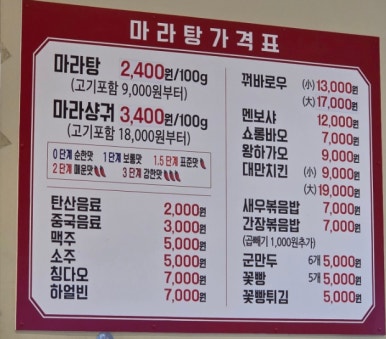 마라탕가격표
마라탕 2,400원/100g
(고기포함 9,000원부터)
마라샹궈 3,400원/100g
(고기포함 18,000원부터)
0단계 순한맛 1단계 보통맛 1.5단계 표준맛
2단계 매운맛 3단계 강한맛
탄산음료 2,000원
중국음료 3,000원
맥주 5,000원
소주 5,000원
칭다오 7,000원
하얼빈 7,000원
꿔바로우 (小) 13,000원
(大) 17,000원
멘보샤 12,000원
쇼롱바오 7,000원
왕하가오 9,000원
대만치킨 (小) 9,000원
(大) 19,000원
새우볶음밥 7,000원
간장볶음밥 7,000원
(곱빼기 1,000원추가)
군만두 6개 5,000원
꽃빵 5개 5,000원
꽃빵튀김 5,000원